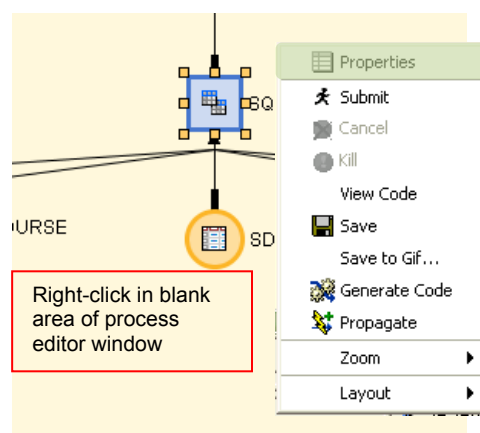 Properties
Submit
SQ
Cancel
Kill
View Code
URSE
Save
SD
Save to Gif...
Generate Code
Right-click in blank
area of process
editor window
Propagate
Zoom
Layout